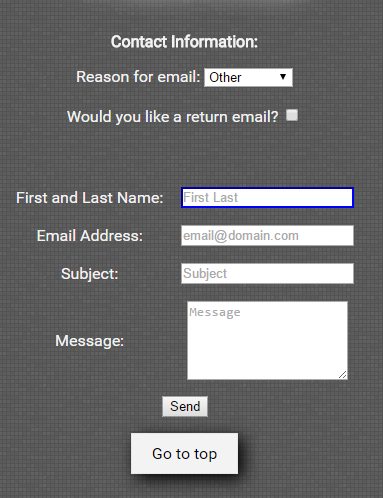 Contact Information:
Reason for email: Other
Would you like a return email?
First and Last Name: First Last
Email Address: email@domain.com
Subject: Subject
Message: Message
Send
Go to top